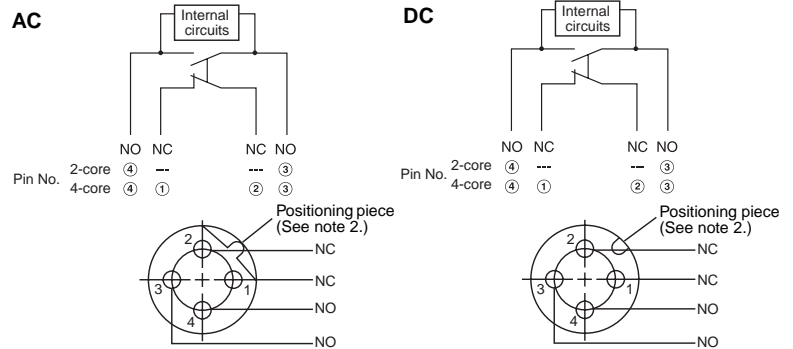 AC
Internal
circuits
NO NC NC NO
Pin No.
2-core ④ --- --- ③
4-core ④ ① ② ③
Positioning piece
(See note 2.)
2
NC
3 1
NC
4
NO
NO
DC
Internal
circuits
NO NC NC NO
Pin No.
2-core ④ --- --- ③
4-core ④ ① ② ③
Positioning piece
(See note 2.)
2
NC
3 1
NC
4
NO
NO